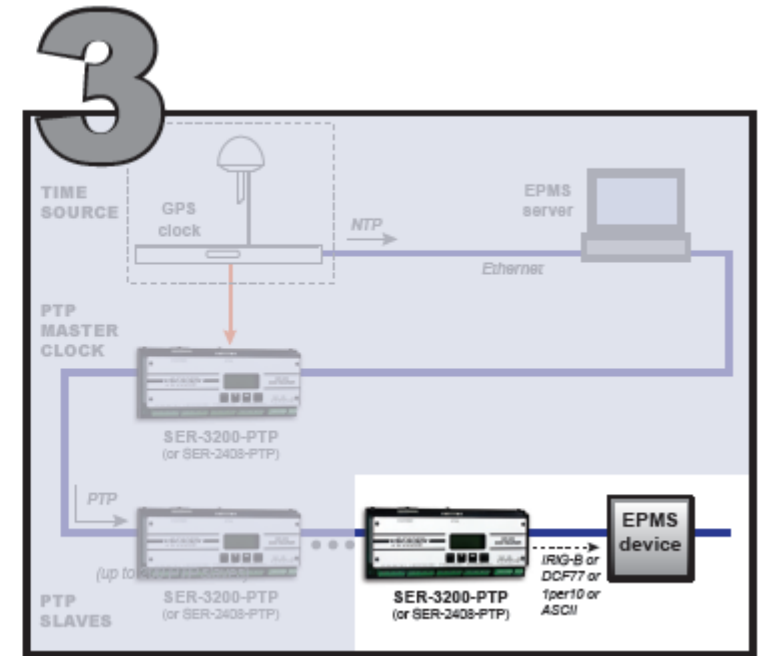 3
TIME
SOURCE
GPS
clock
NTP
EPMS
server
Ethernet
PTP
MASTER
CLOCK
SER-3200-PTP
(or SER-2408-PTP)
PTP
(up to
SER-3200-PTP
(or SER-2408-PTP)
PTP
SLAVES
SER-3200-PTP
(or SER-2408-PTP)
IRIG-B or
DCF77 or
1per10 or
ASCII
EPMS
device